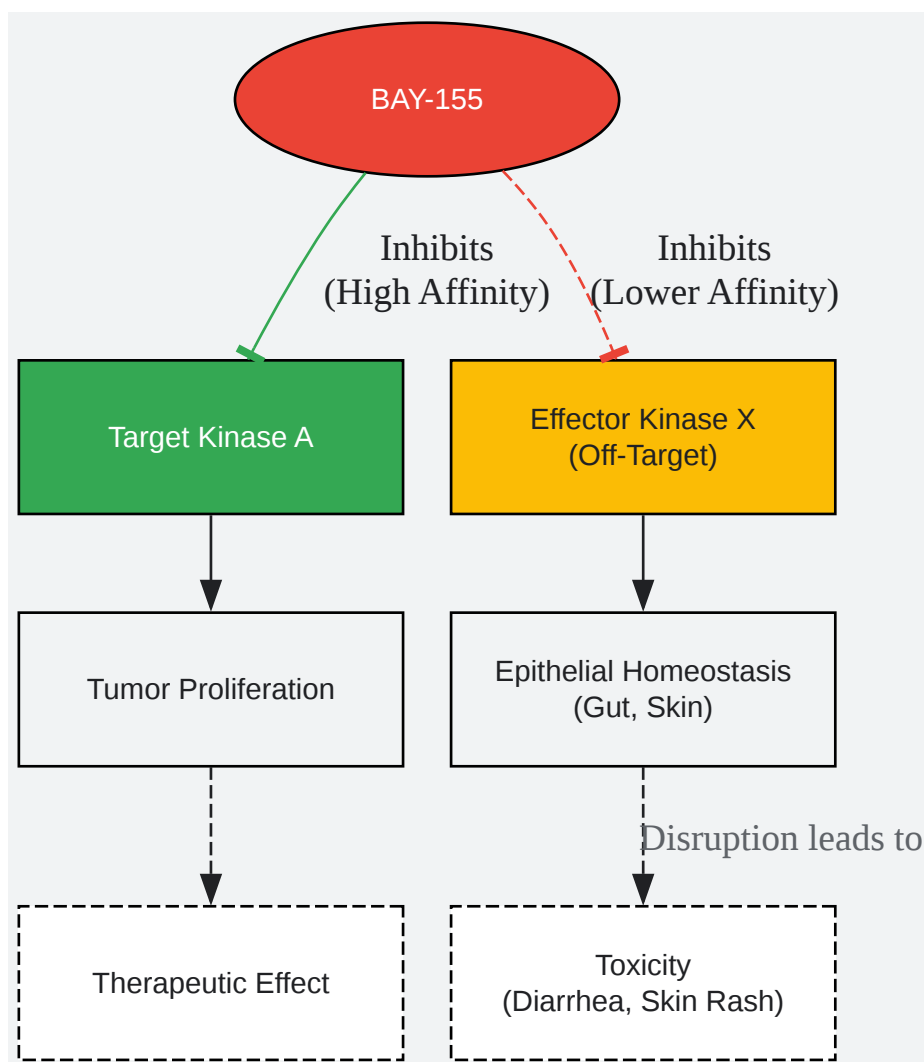 BAY-155
Inhibits
(High Affinity)
Inhibits
(Lower Affinity)
Target Kinase A
Effector Kinase X
(Off-Target)
Tumor Proliferation
Epithelial Homeostasis
(Gut, Skin)
Disruption leads to
Therapeutic Effect
Toxicity
(Diarrhea, Skin Rash)